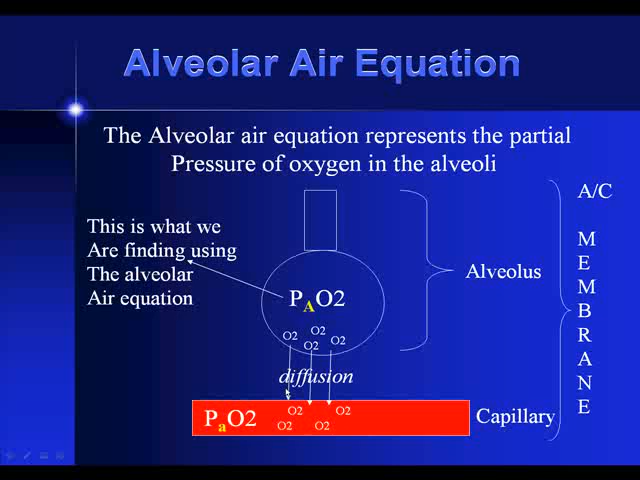 Alveolar Air Equation
The Alveolar air equation represents the partial
Pressure of oxygen in the alveoli
This is what we
Are finding using
The alveolar
Air equation
PAO2
O2 O2 O2 O2
diffusion
PaO2
O2 O2 O2 O2
Alveolus
Capillary
A/C
M
E
M
B
R
A
N
E